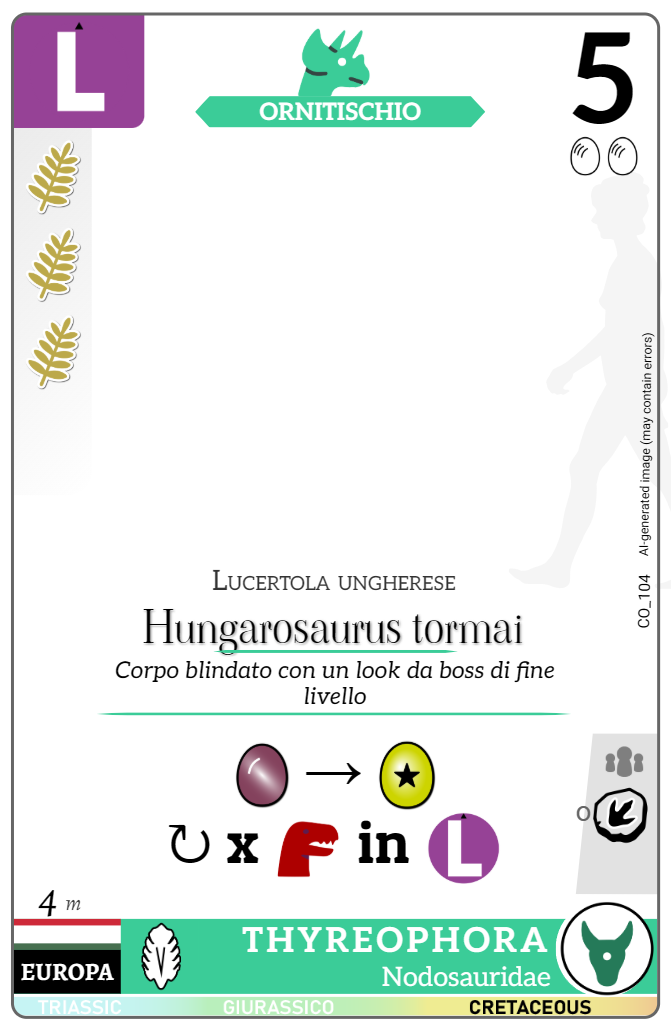 L
ORNITISCHIO
5
AI-generated image (may contain errors)
CO_104
LUCERTOLA UNGHERESE
Hungarosaurus tormai
Corpo blindato con un look da boss di fine
livello
→
↻ x in L
O
4 m
EUROPA
THYREOPHORA
Nodosauridae
TRIASSIC
GIURASSICO
CRETACEOUS